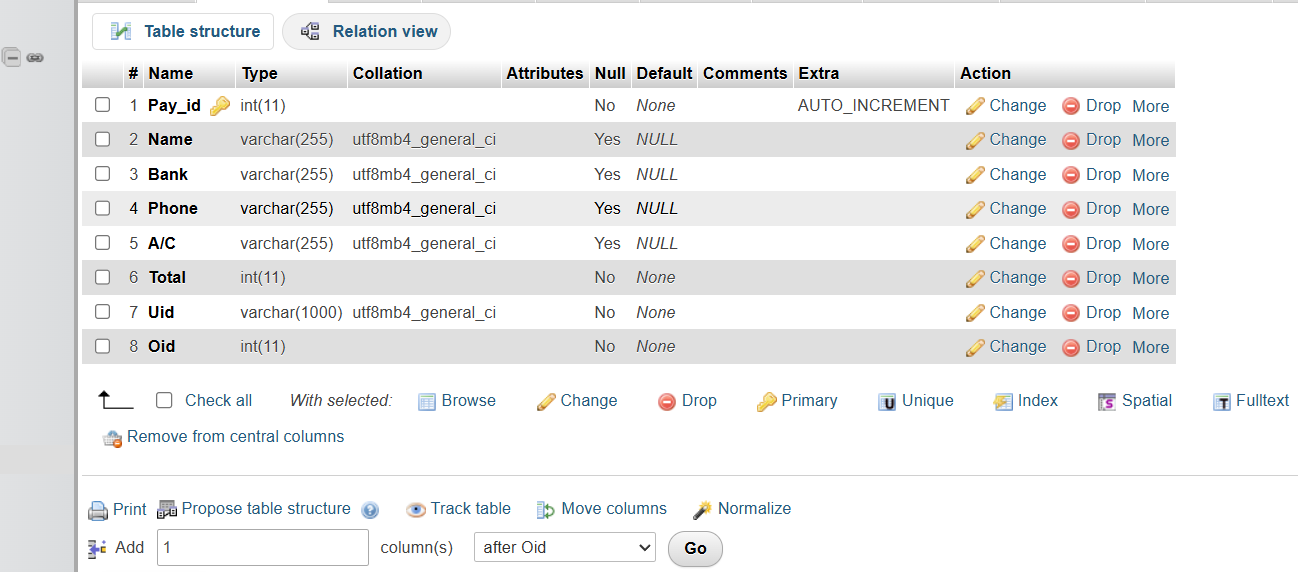 Table structure Relation view
# Name Type Collation Attributes Null Default Comments Extra Action
1 Pay_id int(11) No None AUTO_INCREMENT Change Drop More
2 Name varchar(255) utf8mb4_general_ci Yes NULL Change Drop More
3 Bank varchar(255) utf8mb4_general_ci Yes NULL Change Drop More
4 Phone varchar(255) utf8mb4_general_ci Yes NULL Change Drop More
5 A/C varchar(255) utf8mb4_general_ci Yes NULL Change Drop More
6 Total int(11) No None Change Drop More
7 Uid varchar(1000) utf8mb4_general_ci No None Change Drop More
8 Oid int(11) No None Change Drop More
Check all With selected: Browse Change Drop Primary Unique Index Spatial Fulltext
Remove from central columns
Print Propose table structure Track table Move columns Normalize
Add 1 column(s) after Oid Go